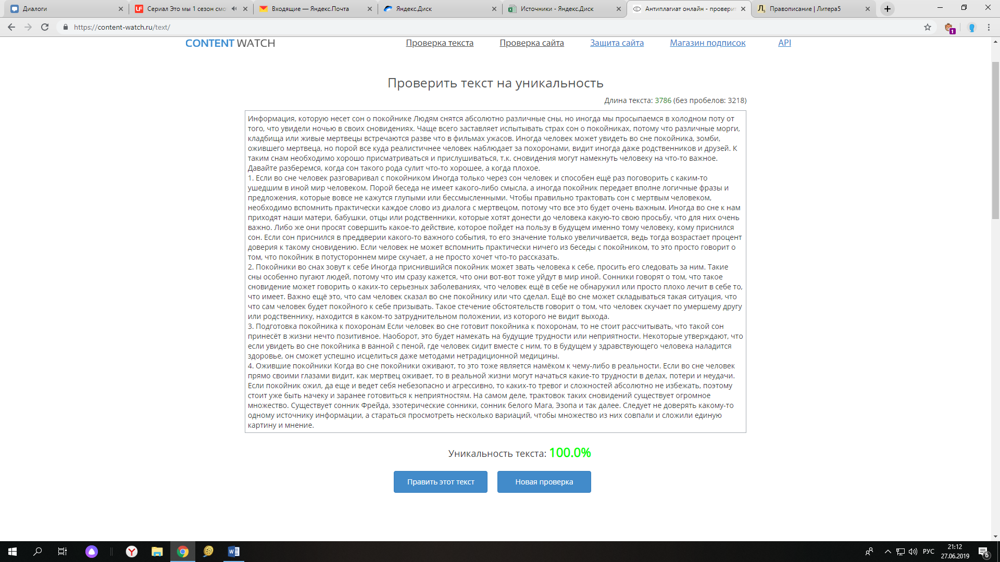 Диалоги
Сериал Это мы 1 сезон смо
Входящие — Яндекс.Почта
Яндекс.Диск
Источники - Яндекс.Диск
Антиплагиат онлайн - проверит
Правописание | Литера5
https://content-watch.ru/text/
1
CONTENT WATCH
Проверка текста
Проверка сайта
Защита сайта
Магазин подписок
API
Проверить текст на уникальность
Длина текста: 3786 (без пробелов: 3218)
Информация, которую несет сон о покойнике Людям снятся абсолютно различные сны, но иногда мы просыпаемся в холодном поту от
того, что увидели ночью в своих сновидениях. Чаще всего заставляет испытывать страх сон о покойниках, потому что различные морги,
кладбища или живые мертвецы встречаются разве что в фильмах ужасов. Иногда человек может увидеть во сне покойника, зомби,
ожившего мертвеца, но порой все куда реалистичнее человек наблюдает за похоронами, видит иногда даже родственников и друзей. К
таким снам необходимо хорошо присматриваться и прислушиваться, т.к. сновидения могут намекнуть человеку на что-то важное.
Давайте разберемся, когда сон такого рода сулит что-то хорошее, а когда плохое.
1. Если во сне человек разговаривал с покойником Иногда только через сон человек и способен ещё раз поговорить с каким-то
ушедшим в иной мир человеком. Порой беседа не имеет какого-либо смысла, а иногда покойник передает вполне логичные фразы и
предложения, которые вовсе не кажутся глупыми или бессмысленными. Чтобы правильно трактовать сон с мертвым человеком,
необходимо вспомнить практически каждое слово из диалога с мертвецом, потому что все это будет очень важным. Иногда во сне к нам
приходят наши матери, бабушки, отцы или родственники, которые хотят донести до человека какую-то свою просьбу, что для них очень
важно. Либо же они просят совершить какое-то действие, которое пойдет на пользу в будущем именно тому человеку, кому приснился
сон. Если сон приснился в преддверии какого-то важного события, то его значение только увеличивается, ведь тогда возрастает процент
доверия к такому сновидению. Если человек не может вспомнить практически ничего из беседы с покойником, то это просто говорит о
том, что покойник в потустороннем мире скучает, а не просто хочет что-то рассказать.
2. Покойники во снах зовут к себе Иногда приснившийся покойник может звать человека к себе, просить его следовать за ним. Такие
сны особенно пугают людей, потому что им сразу кажется, что они вот-вот тоже уйдут в мир иной. Сонники говорят о том, что такое
сновидение может говорить о каких-то серьезных заболеваниях, что человек ещё в себе не обнаружил или просто плохо лечит в себе то,
что имеет. Важно ещё это, что сам человек сказал во сне покойнику или что сделал. Ещё во сне может складываться такая ситуация, что
что сам человек будет покойного к себе призывать. Такое стечение обстоятельств говорит о том, что человек скучает по умершему другу
или родственнику, находится в каком-то затруднительном положении, из которого не видит выхода.
3. Подготовка покойника к похоронам Если человек во сне готовит покойника к похоронам, то не стоит рассчитывать, что такой сон
принесёт в жизни нечто позитивное. Наоборот, это будет намекать на будущие трудности или неприятности. Некоторые утверждают, что
если увидеть во сне покойника в ванной с пеной, где человек сидит вместе с ним, то в будущем у здравствующего человека наладится
здоровье, он сможет успешно исцелиться даже методами нетрадиционной медицины.
4. Ожившие покойники Когда во сне покойники оживают, то это тоже является намёком к чему-либо в реальности. Если во сне человек
прямо своими глазами видит, как мертвец оживает, то в реальной жизни могут начаться какие-то трудности в делах, потери и неудачи.
Если покойник ожил, да еще и ведет себя небезопасно и агрессивно, то каких-то тревог и сложностей абсолютно не избежать, поэтому
стоит уже быть начеку и заранее готовиться к неприятностям. На самом деле, трактовок таких сновидений существует огромное
множество. Существует сонник Фрейда, эзотерические сонники, сонник белого Мага, Эзопа и так далее. Следует не доверять какому-то
одному источнику информации, а стараться просмотреть несколько вариаций, чтобы множество из них совпали и сложили единую
картину и мнение.
Уникальность текста: 100.0%
Править этот текст
Новая проверка
РУС
21:12
27.06.2019
6